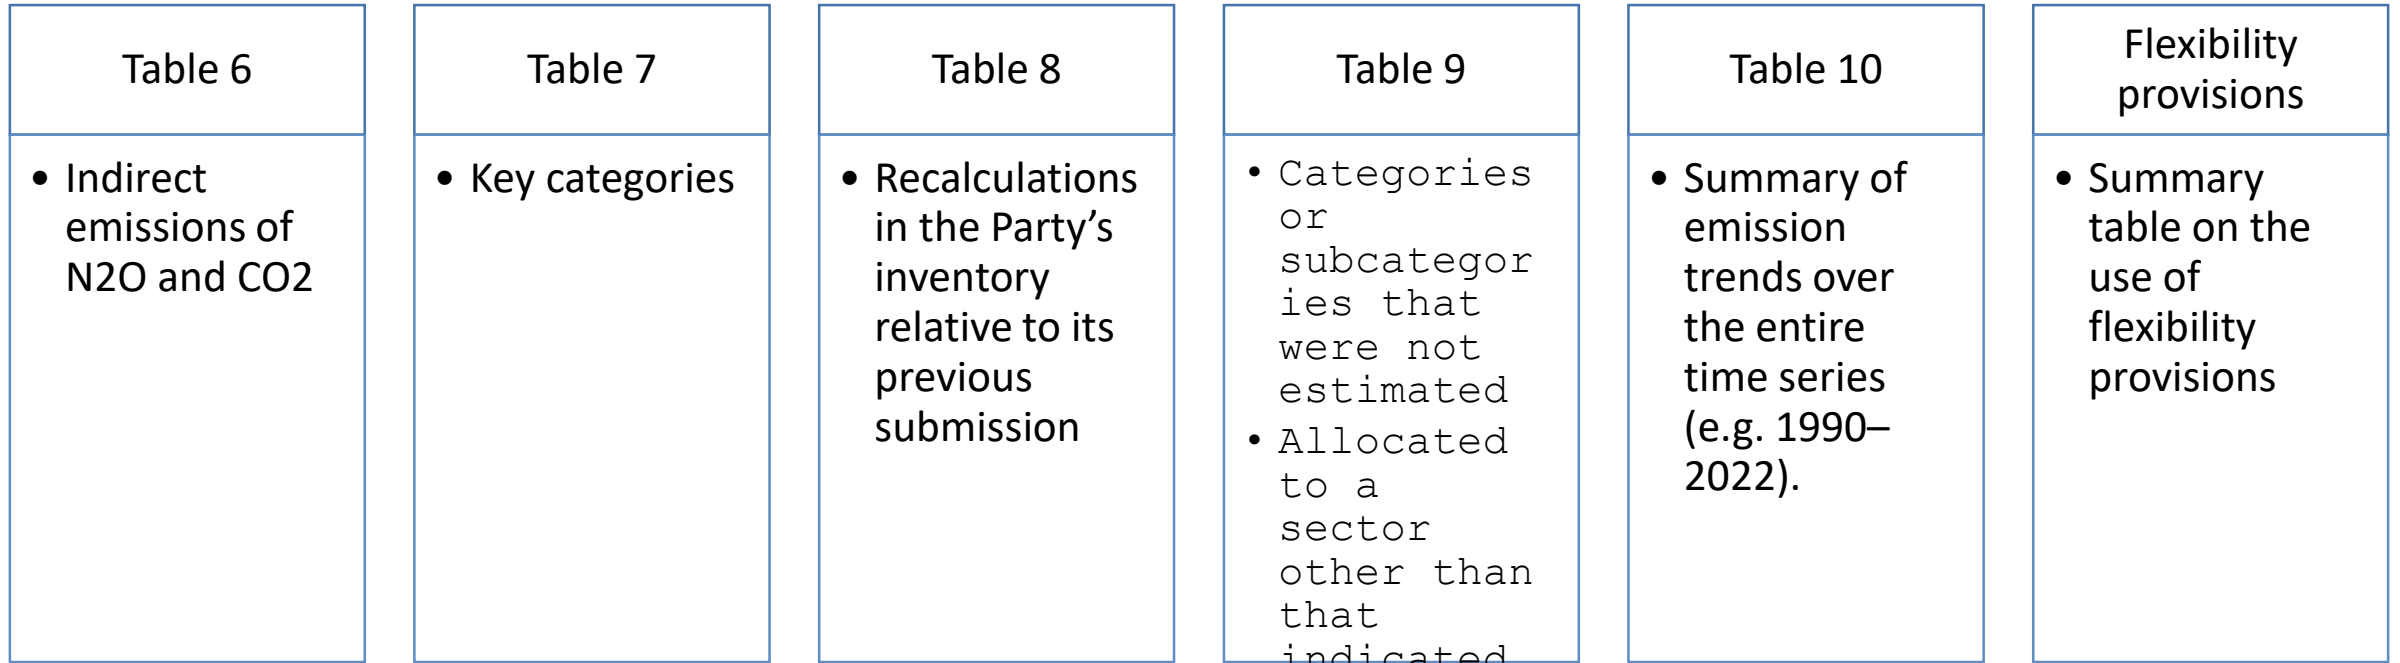 Table 6
• Indirect
emissions of
N2O and CO2
Table 7
• Key categories
Table 8
• Recalculations
in the Party’s
inventory
relative to its
previous
submission
Table 9
• Categories
or
subcategor
ies that
were not
estimated
• Allocated
to a
sector
other than
that
indicated
Table 10
• Summary of
emission
trends over
the entire
time series
(e.g. 1990–
2022).
Flexibility
provisions
• Summary
table on the
use of
flexibility
provisions